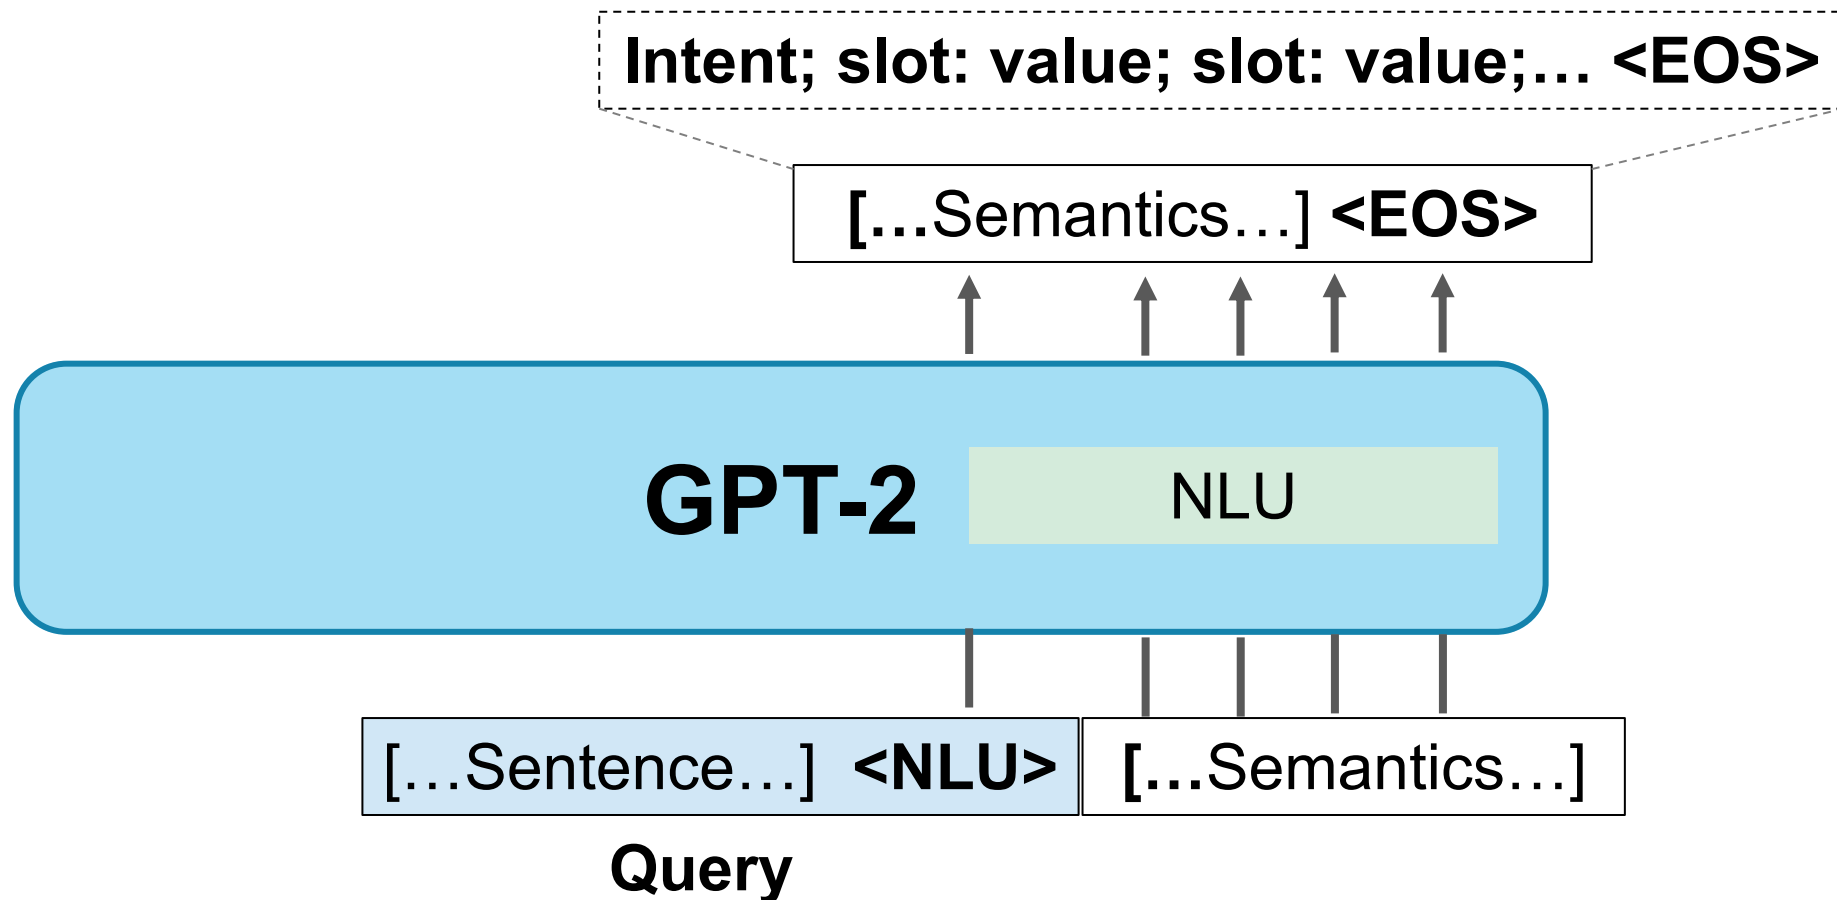 Intent; slot: value; slot: value;… <EOS>
[…Semantics…] <EOS>
GPT-2
NLU
[…Sentence…] <NLU>
[…Semantics…]
Query